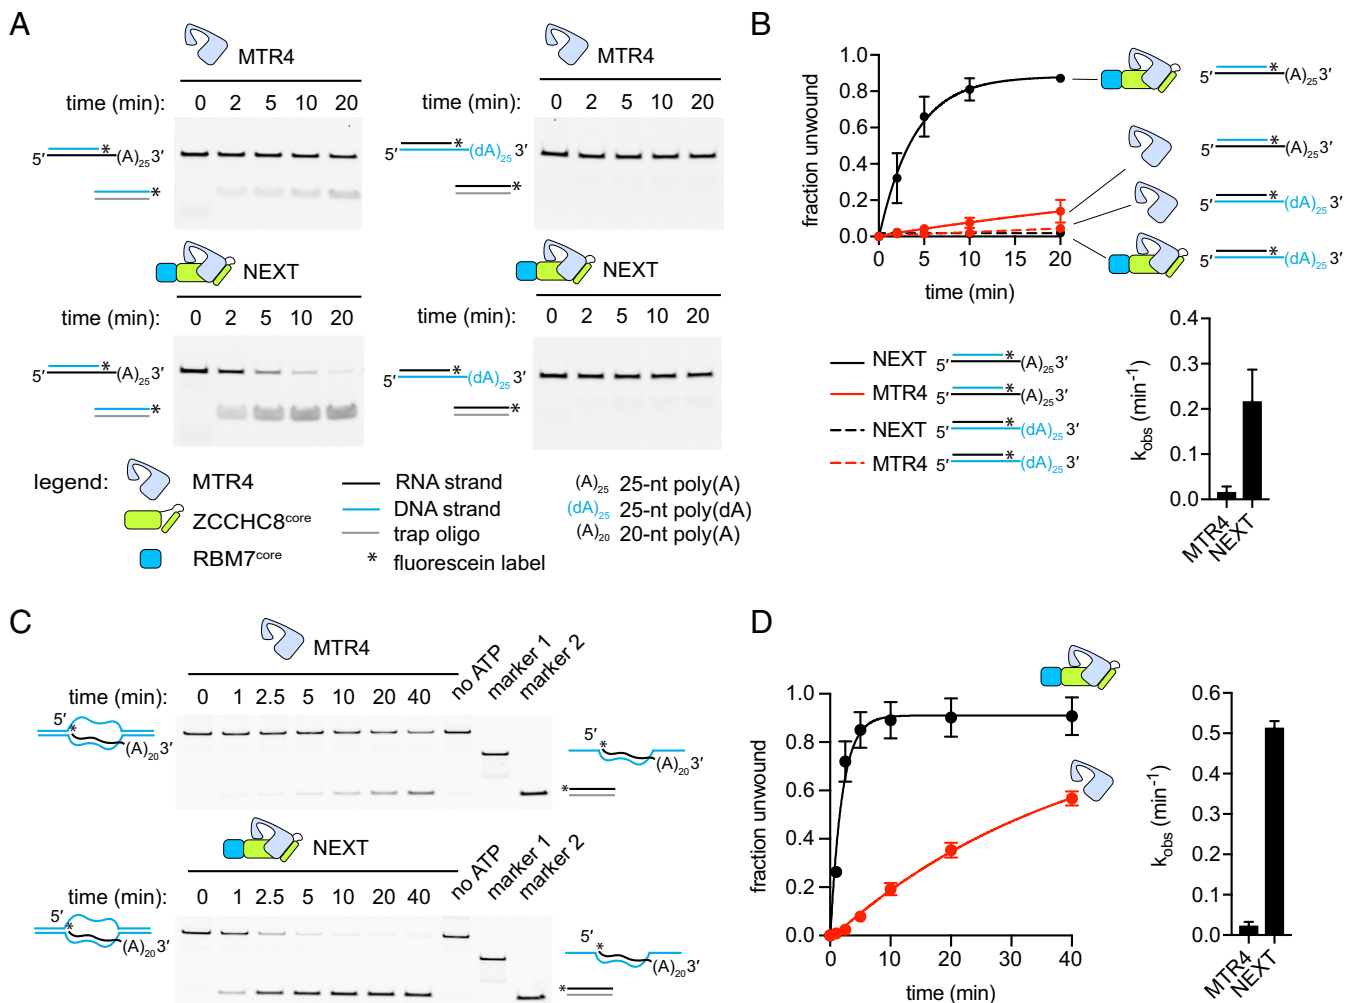 A
MTR4
time (min): 0 2 5 10 20
5′ * (A)25 3′
*
time (min): 0 2 5 10 20
5′ * (dA)25 3′
*
NEXT
time (min): 0 2 5 10 20
5′ * (A)25 3′
*
NEXT
time (min): 0 2 5 10 20
5′ * (dA)25 3′
*
MTR4
legend:
MTR4
ZCCHC8core
RBM7core
RNA strand
DNA strand
trap oligo
* fluorescein label
(A)25 25-nt poly(A)
(dA)25 25-nt poly(dA)
(A)20 20-nt poly(A)
B
fraction unwound
1.0
0.8
0.6
0.4
0.2
0.0
0 5 10 15 20
time (min)
5′ * (A)25 3′
5′ * (A)25 3′
5′ * (dA)25 3′
5′ * (dA)25 3′
NEXT 5′ * (A)25 3′
MTR4 5′ * (A)25 3′
NEXT 5′ * (dA)25 3′
MTR4 5′ * (dA)25 3′
kobs (min-1)
0.4
0.3
0.2
0.1
0.0
MTR4
NEXT
C
MTR4
time (min): 0 1 2.5 5 10 20 40 no ATP marker 1 marker 2
5′ * (A)20 3′
* (A)20 3′
*
NEXT
time (min): 0 1 2.5 5 10 20 40 no ATP marker 1 marker 2
5′ * (A)20 3′
* (A)20 3′
*
D
fraction unwound
1.0
0.8
0.6
0.4
0.2
0.0
0 10 20 30 40
time (min)
kobs (min-1)
0.6
0.5
0.4
0.3
0.2
0.1
0.0
MTR4
NEXT